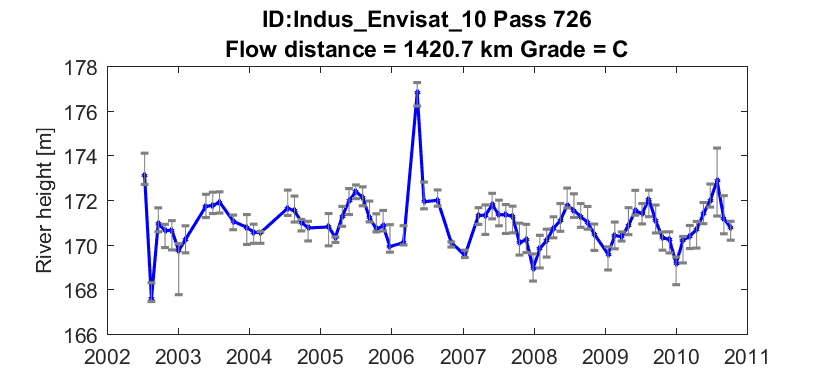 ID:Indus_Envisat_10 Pass 726
Flow distance = 1420.7 km Grade = C
River height [m]
178
176
174
172
170
168
166
2002 2003 2004 2005 2006 2007 2008 2009 2010 2011